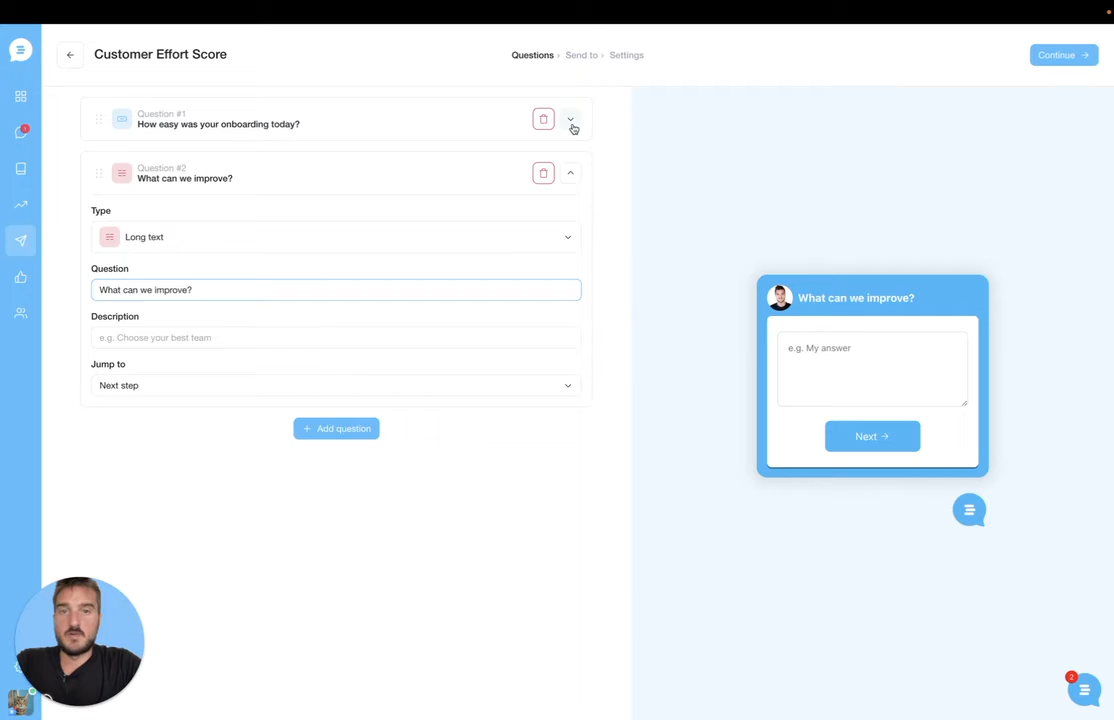 Customer Effort Score
Questions
Send to
Settings
Continue
Question #1
How easy was your onboarding today?
Question #2
What can we improve?
Type
Long text
Question
What can we improve?
Description
e.g. Choose your best team
Jump to
Next step
+ Add question
What can we improve?
e.g. My answer
Next
2